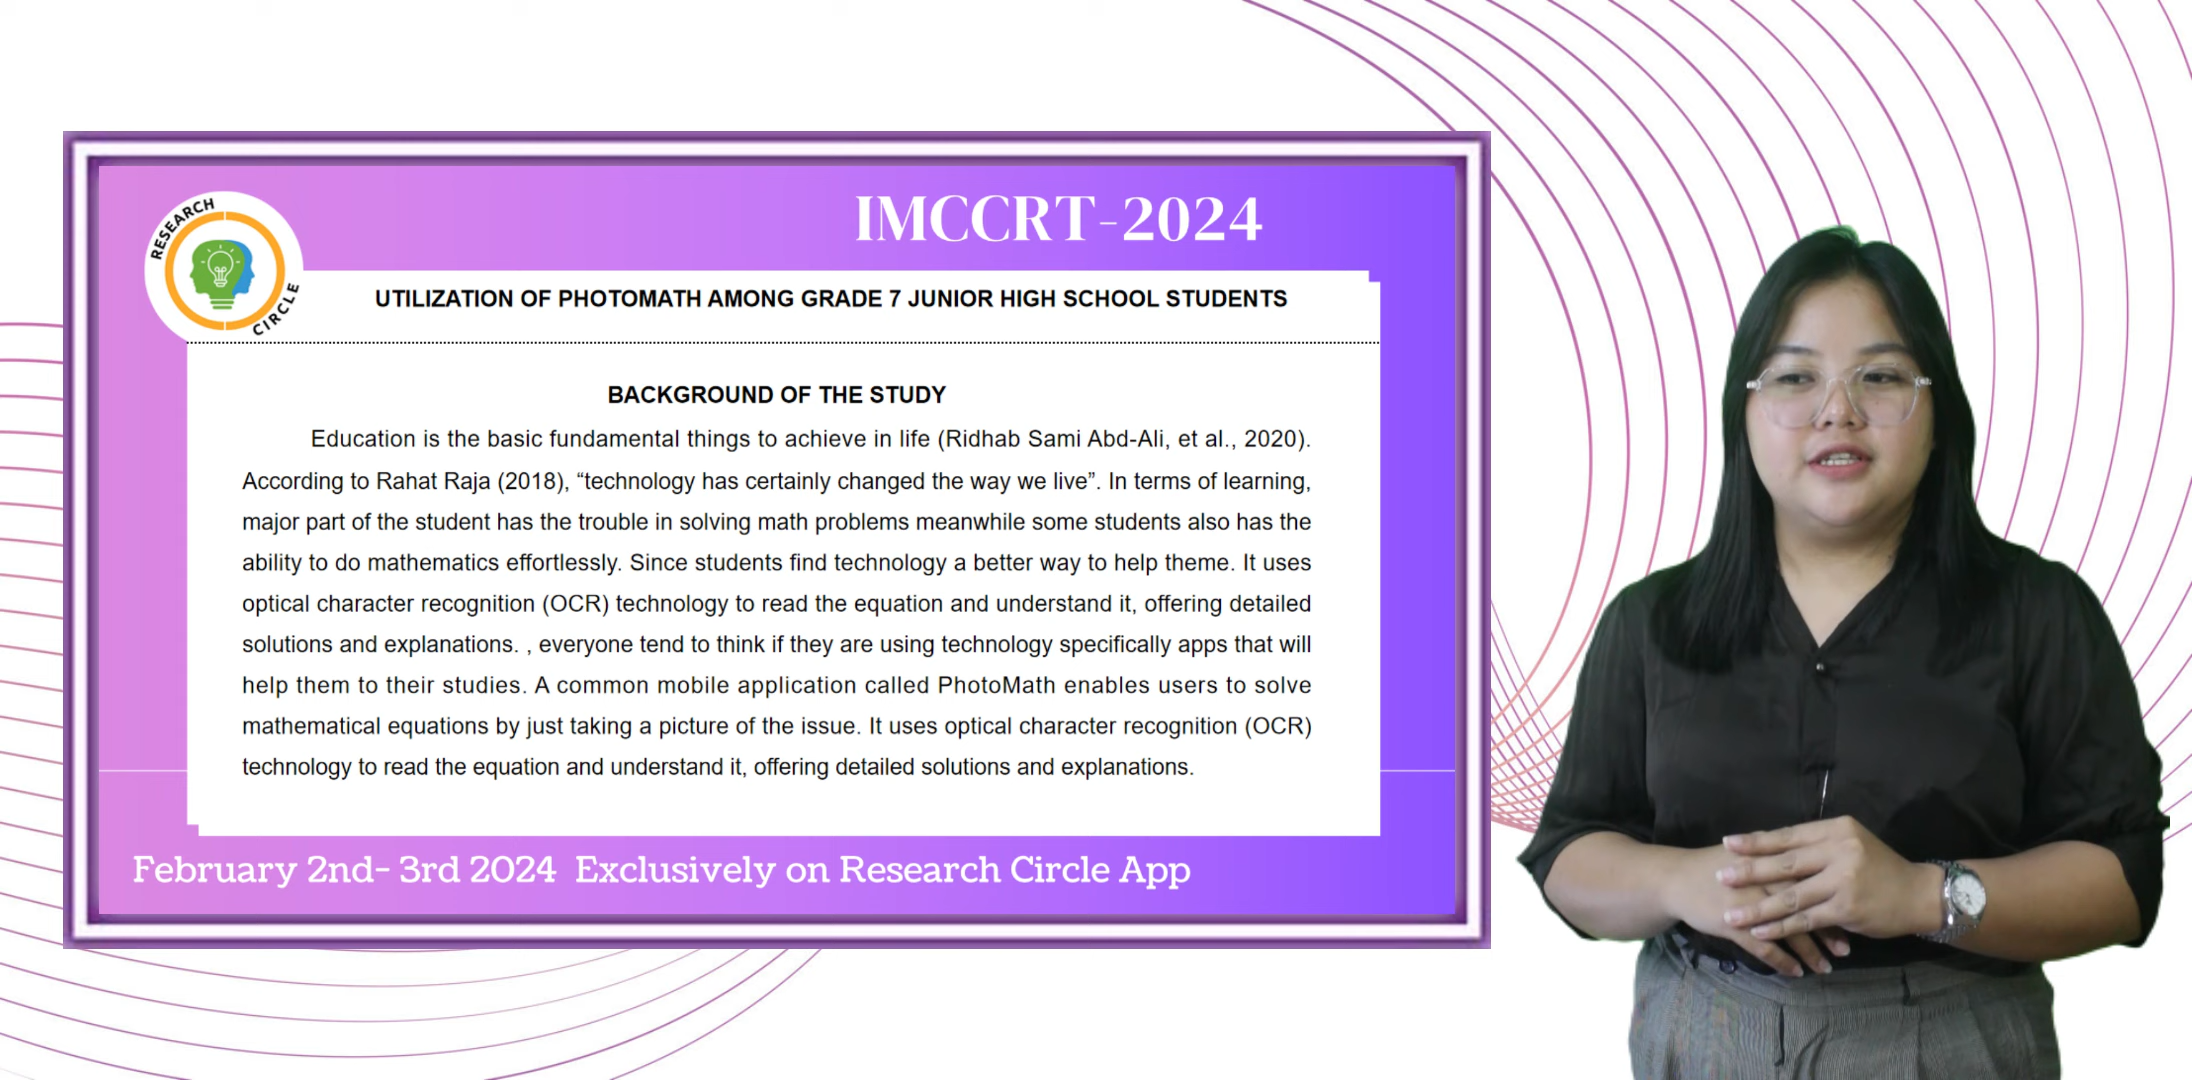 RESEARCH
CIRCLE
IMCCRT-2024
UTILIZATION OF PHOTOMATH AMONG GRADE 7 JUNIOR HIGH SCHOOL STUDENTS
BACKGROUND OF THE STUDY
Education is the basic fundamental things to achieve in life (Ridhab Sami Abd-Ali, et al., 2020).
According to Rahat Raja (2018), “technology has certainly changed the way we live”. In terms of learning,
major part of the student has the trouble in solving math problems meanwhile some students also has the
ability to do mathematics effortlessly. Since students find technology a better way to help theme. It uses
optical character recognition (OCR) technology to read the equation and understand it, offering detailed
solutions and explanations. , everyone tend to think if they are using technology specifically apps that will
help them to their studies. A common mobile application called PhotoMath enables users to solve
mathematical equations by just taking a picture of the issue. It uses optical character recognition (OCR)
technology to read the equation and understand it, offering detailed solutions and explanations.
February 2nd- 3rd 2024 Exclusively on Research Circle App